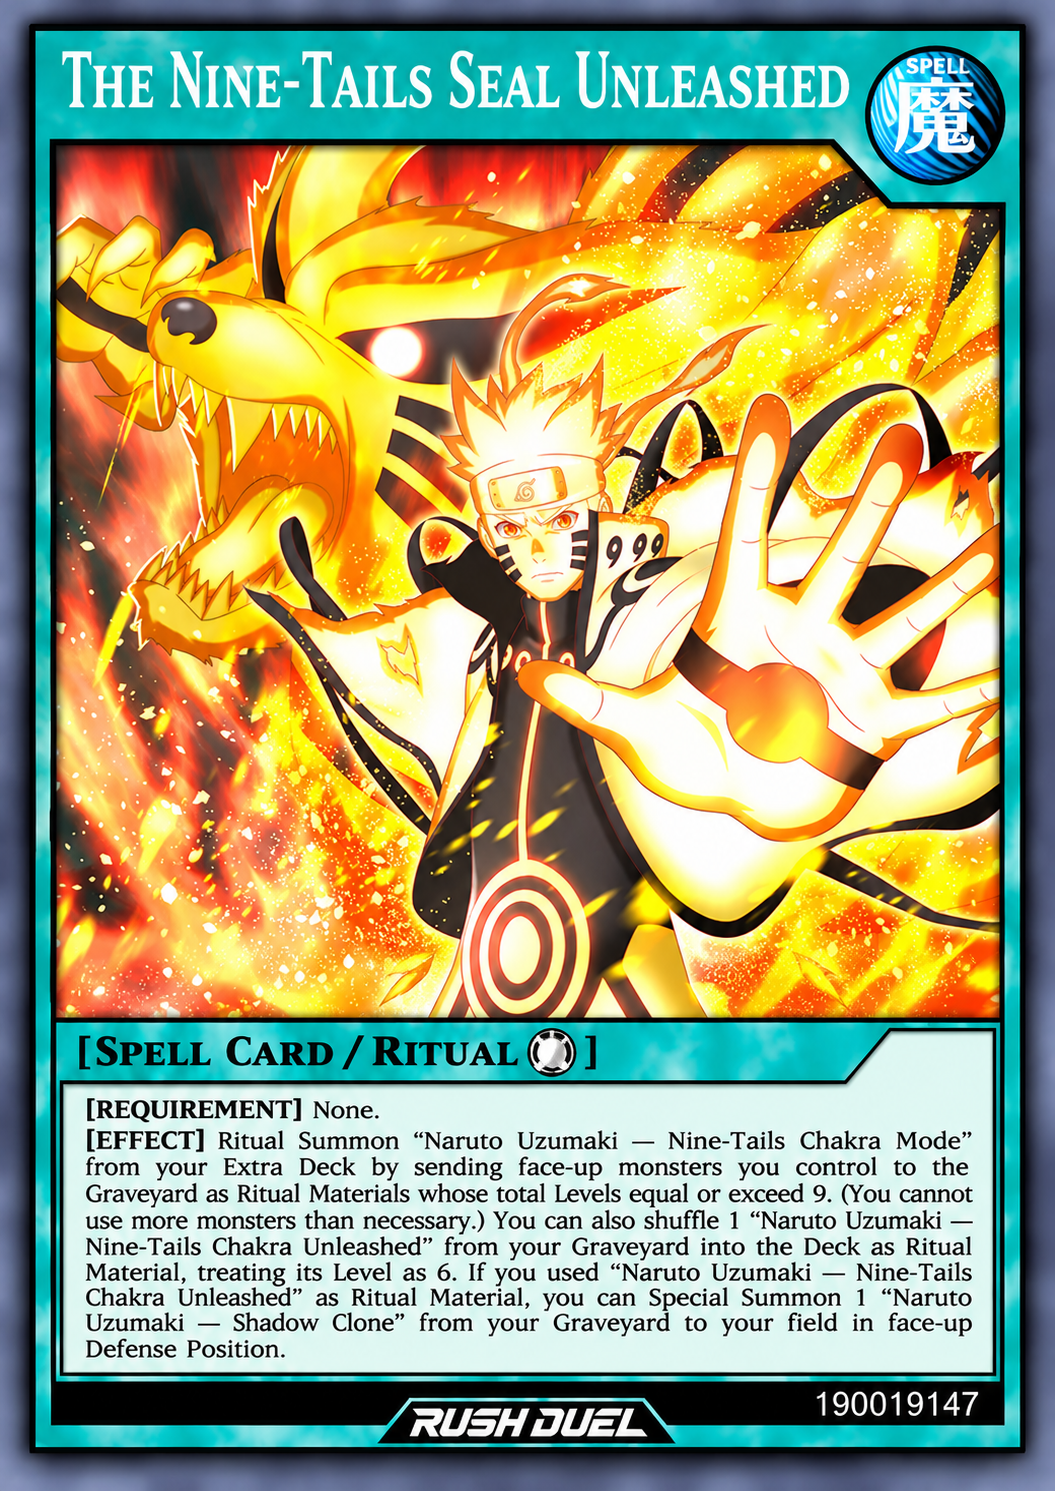 THE NINE-TAILS SEAL UNLEASHED
SPELL
魔
[SPELL CARD / RITUAL ]
[REQUIREMENT] None.
[EFFECT] Ritual Summon “Naruto Uzumaki — Nine-Tails Chakra Mode”
from your Extra Deck by sending face-up monsters you control to the
Graveyard as Ritual Materials whose total Levels equal or exceed 9. (You cannot
use more monsters than necessary.) You can also shuffle 1 “Naruto Uzumaki —
Nine-Tails Chakra Unleashed” from your Graveyard into the Deck as Ritual
Material, treating its Level as 6. If you used “Naruto Uzumaki — Nine-Tails
Chakra Unleashed” as Ritual Material, you can Special Summon 1 “Naruto
Uzumaki — Shadow Clone” from your Graveyard to your field in face-up
Defense Position.
190019147
RUSH DUEL